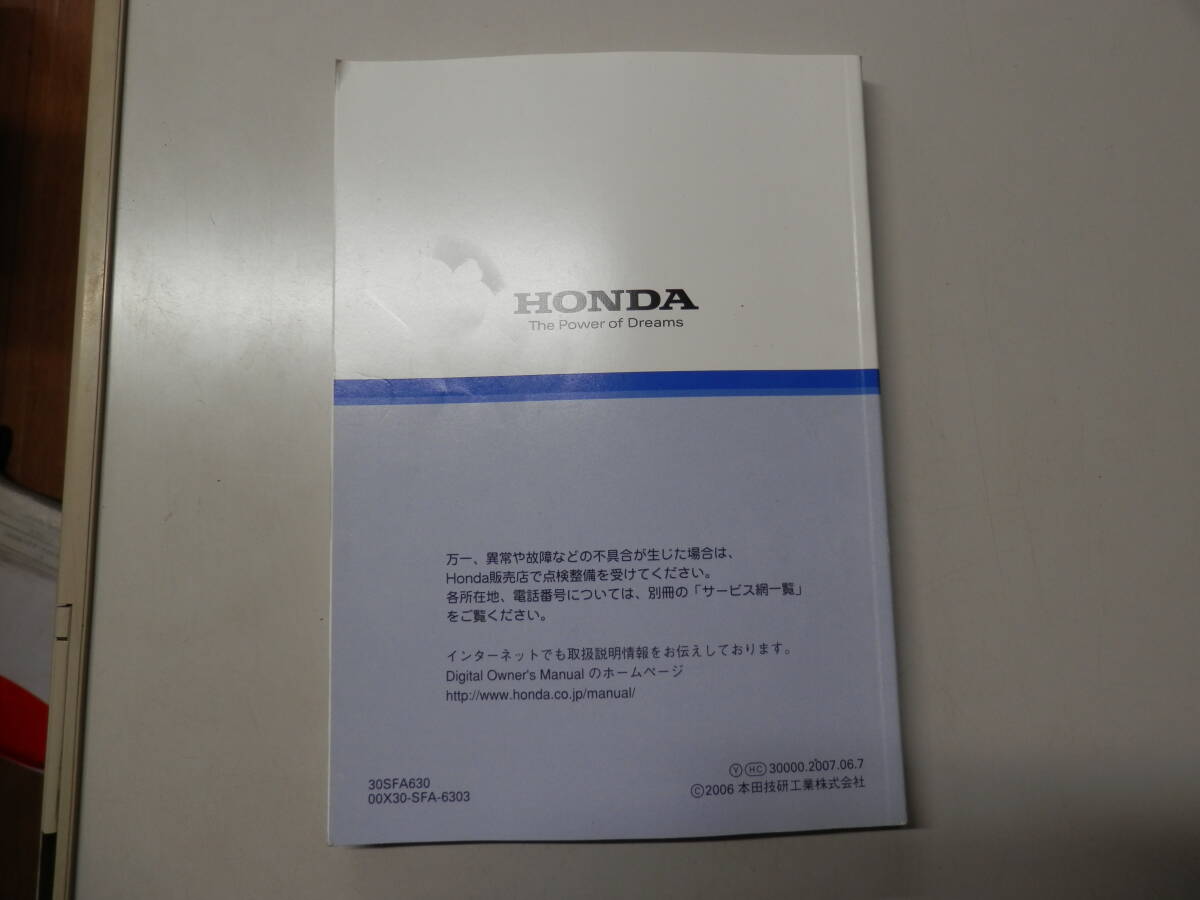 HONDA
The Power of Dreams
万一、異常や故障などの不具合が生じた場合は、
Honda販売店で点検整備を受けてください。
各所在地、電話番号については、別冊の「サービス網一覧」
をご覧ください。
インターネットでも取扱説明情報をお伝えしております。
Digital Owner's Manual のホームページ
http://www.honda.co.jp/manual/
30SFA630
00X30-SFA-6303
Ⓨ HC 30000.2007.06.7
©2006 本田技研工業株式会社